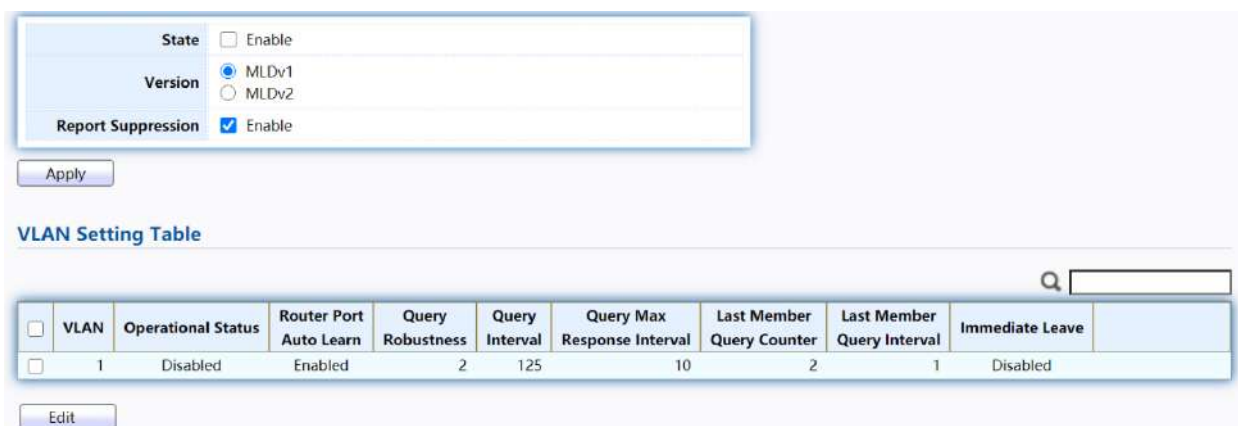 State Enable
Version MLDv1
MLDv2
Report Suppression Enable
Apply
VLAN Setting Table
VLAN Operational Status Router Port Auto Learn Query Robustness Query Interval Query Max Response Interval Last Member Query Counter Last Member Query Interval Immediate Leave
1 Disabled Enabled 2 125 10 2 1 Disabled
Edit